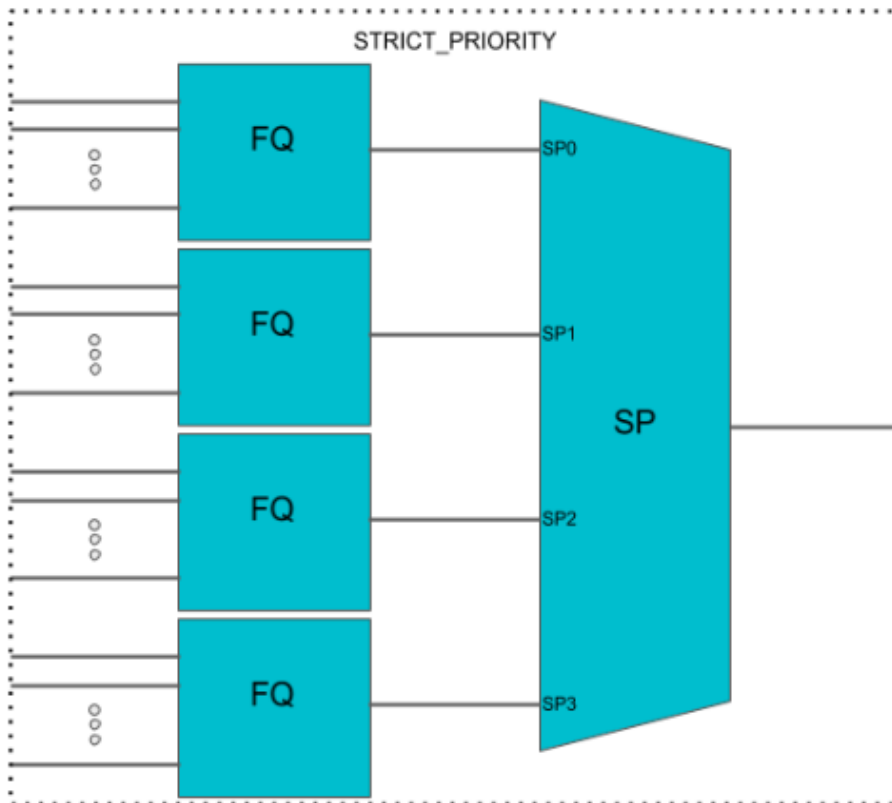 STRICT_PRIORITY
FQ
SP0
FQ
SP1
SP
FQ
SP2
FQ
SP3